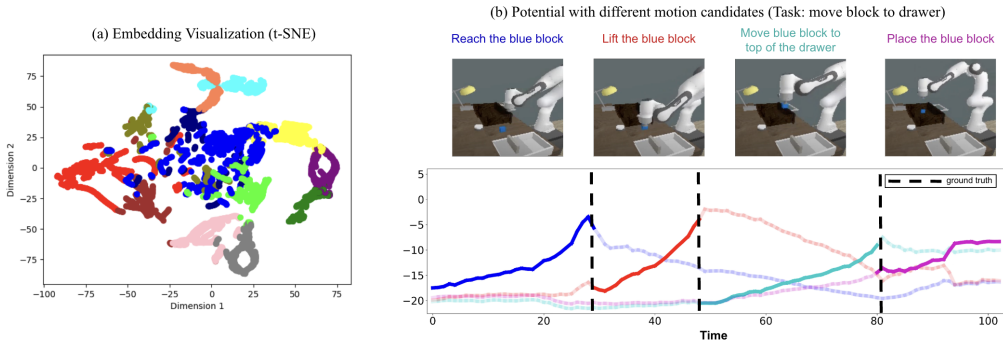 (a) Embedding Visualization (t-SNE)
75
50
25
0
−25
−50
−75
Dimension 2
−100
−75
−50
−25
0
25
50
75
Dimension 1
(b) Potential with different motion candidates (Task: move block to drawer)
Reach the blue block
Lift the blue block
Move blue block to
top of the drawer
Place the blue block
5
0
−5
−10
−15
−20
ground truth
0
20
40
60
80
100
Time